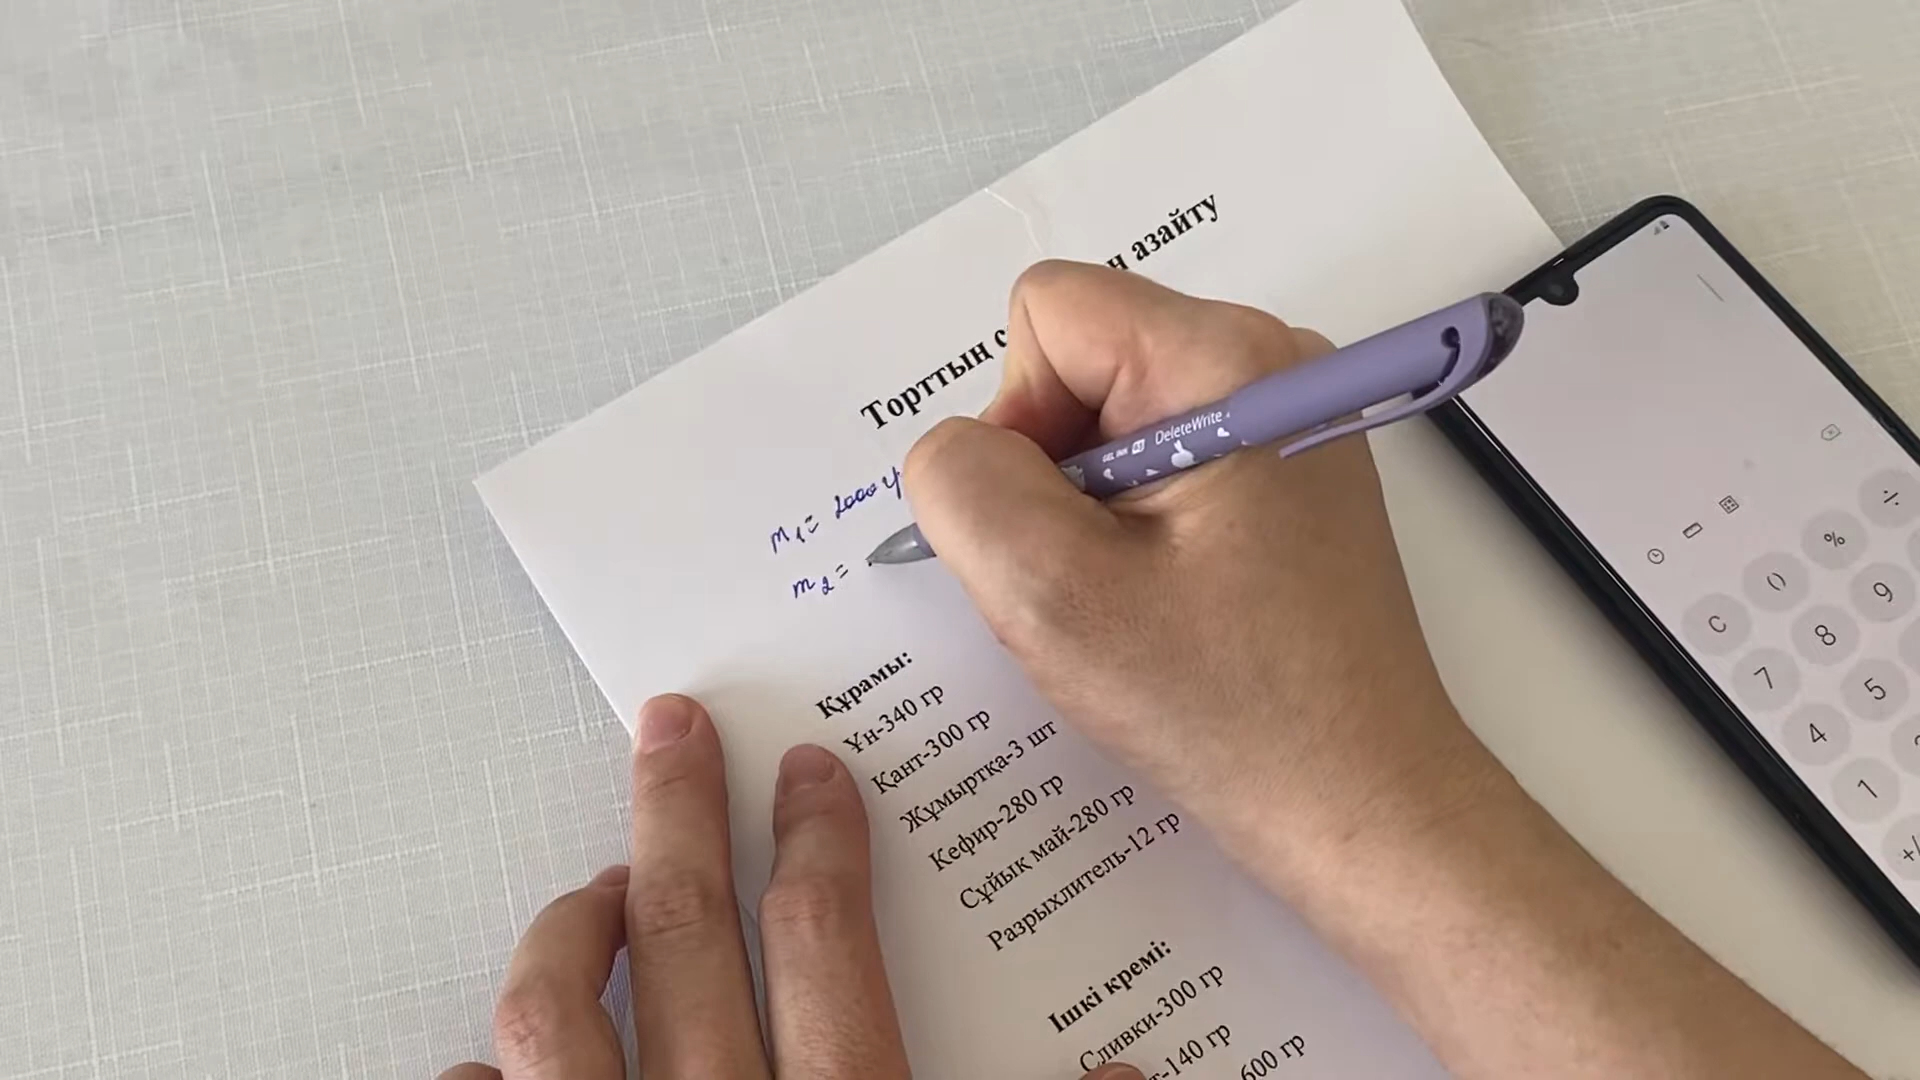 Торттың азайту
m₁ = 2000
m₂ =
Құрамы:
Ұн-340 гр
Қант-300 гр
Жұмыртқа-3 шт
Кефир-280 гр
Сұйық май-280 гр
Разрыхлитель-12 гр
Ішкі кремі:
Сливки-300 гр
-140 гр
-600 гр
GEL INK DeleteWrite
C ( ) % ÷
7 8 9
4 5
1
+/